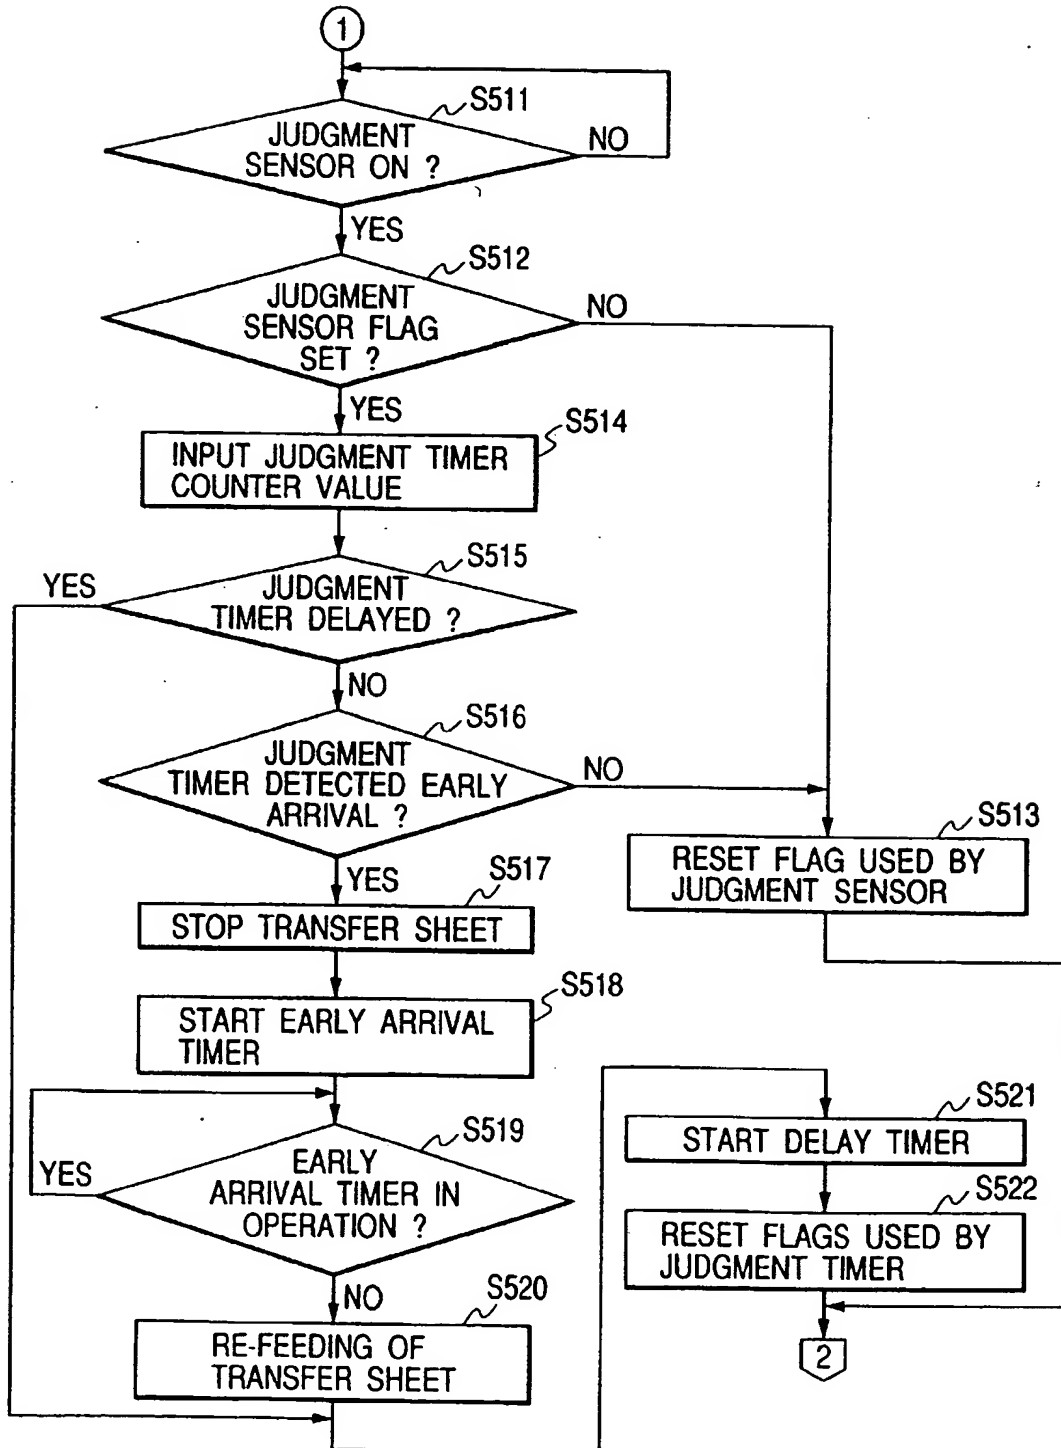 1
S511
JUDGMENT
SENSOR ON ?
NO
YES
S512
JUDGMENT
SENSOR FLAG
SET ?
NO
YES
S514
INPUT JUDGMENT TIMER
COUNTER VALUE
S515
YES
JUDGMENT
TIMER DELAYED ?
NO
S516
JUDGMENT
TIMER DETECTED EARLY
ARRIVAL ?
NO
S513
RESET FLAG USED BY
JUDGMENT SENSOR
YES
S517
STOP TRANSFER SHEET
S518
START EARLY ARRIVAL
TIMER
S519
YES
EARLY
ARRIVAL TIMER IN
OPERATION ?
NO
S520
RE-FEEDING OF
TRANSFER SHEET
S521
START DELAY TIMER
S522
RESET FLAGS USED BY
JUDGMENT TIMER
2